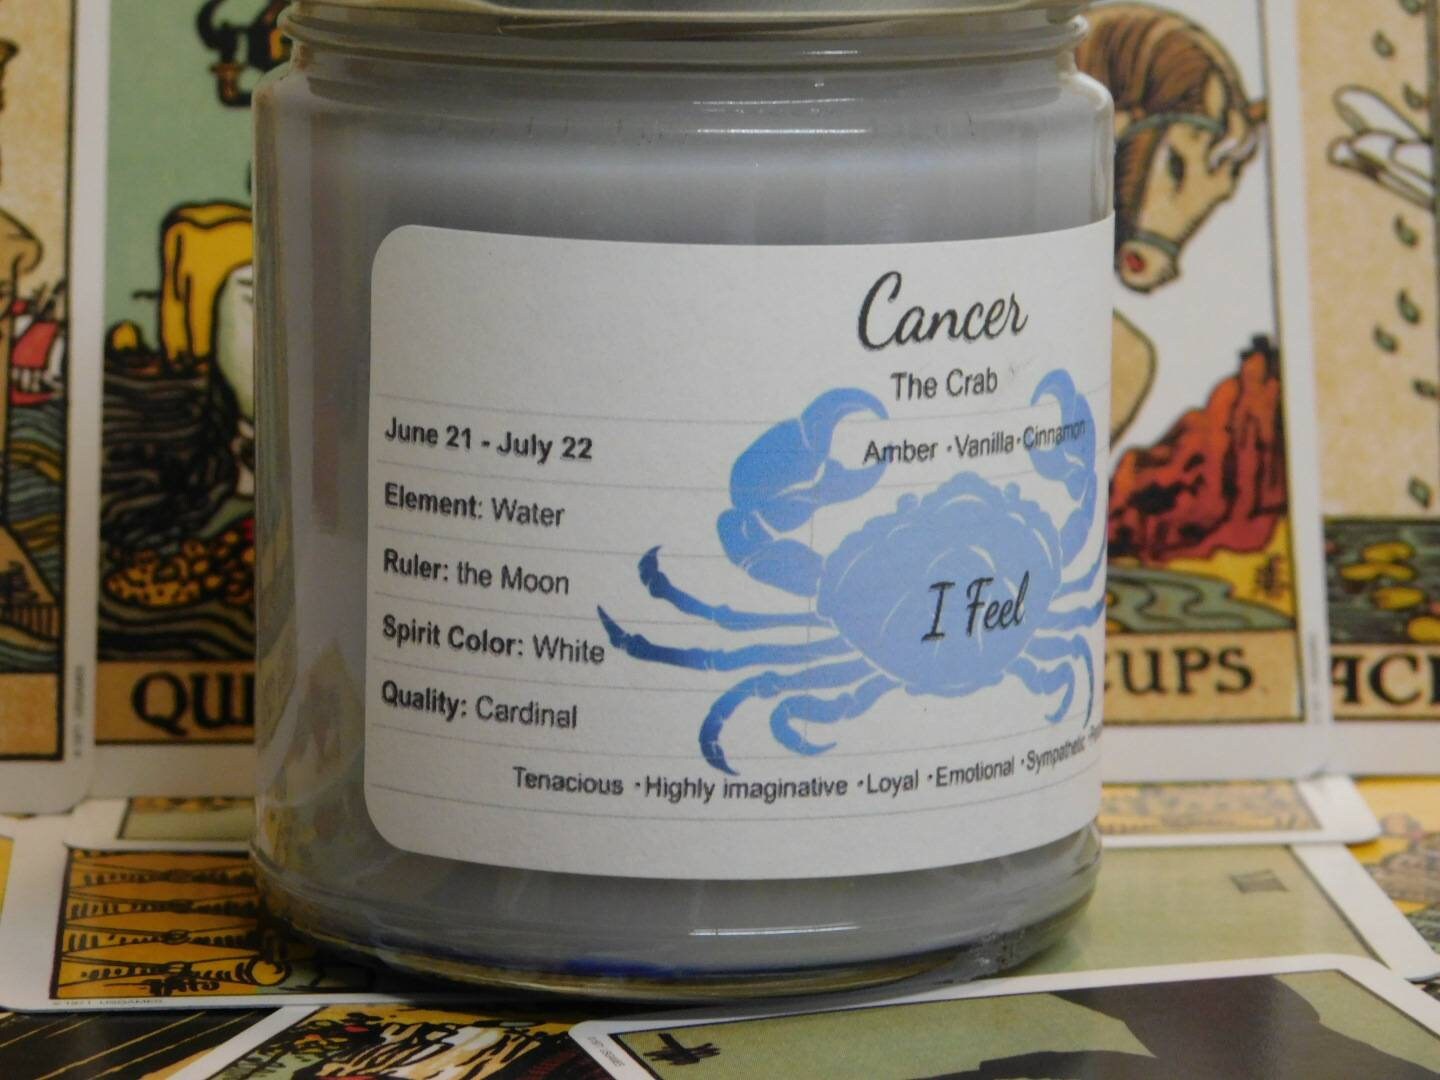 Cancer
The Crab
Amber · Vanilla · Cinnamon
June 21 - July 22
Element: Water
Ruler: the Moon
Spirit Color: White
Quality: Cardinal
I Feel
Tenacious · Highly imaginative · Loyal · Emotional · Sympathetic ·
QU
CUPS
ACE